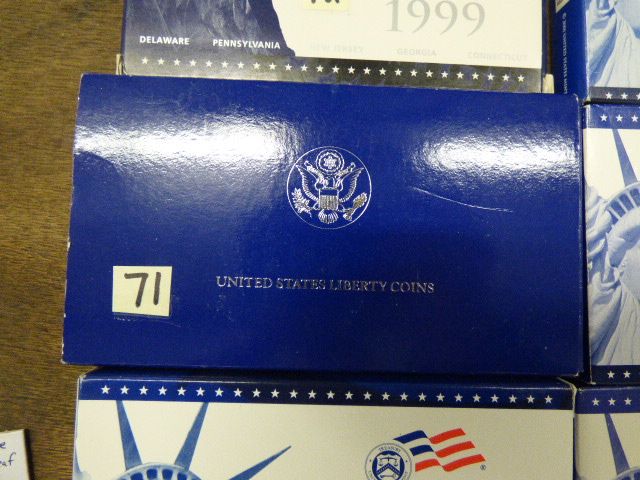 1999
DELAWARE PENNSYLVANIA NEW JERSEY GEORGIA CONNECTICUT
71
UNITED STATES LIBERTY COINS